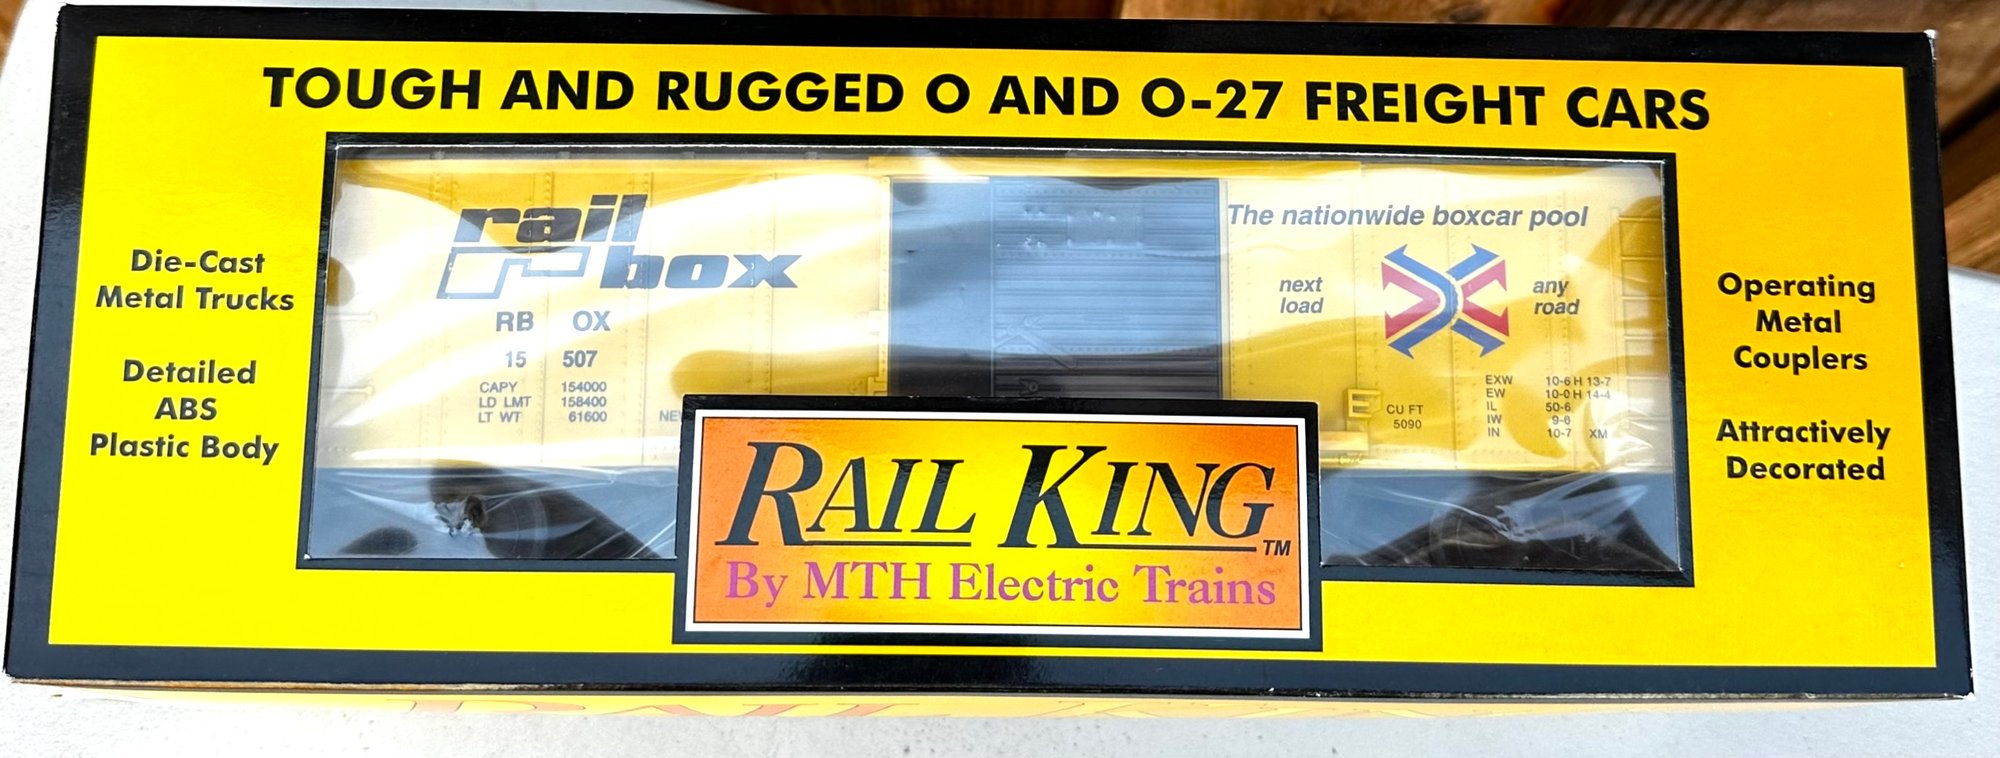 TOUGH AND RUGGED O AND O-27 FREIGHT CARS
Die-Cast
Metal Trucks
Detailed
ABS
Plastic Body
rail
box
RB OX
15 507
CAPY 154000
LD LMT 158400
LT WT 61600
The nationwide boxcar pool
next
load
any
road
CU FT
5090
EXW 10-6 H 13-7
EW 10-0 H 14-4
IL 50-6
IW 9-6
IN 10-7 XM
Operating
Metal
Couplers
Attractively
Decorated
RAIL KING™
By MTH Electric Trains